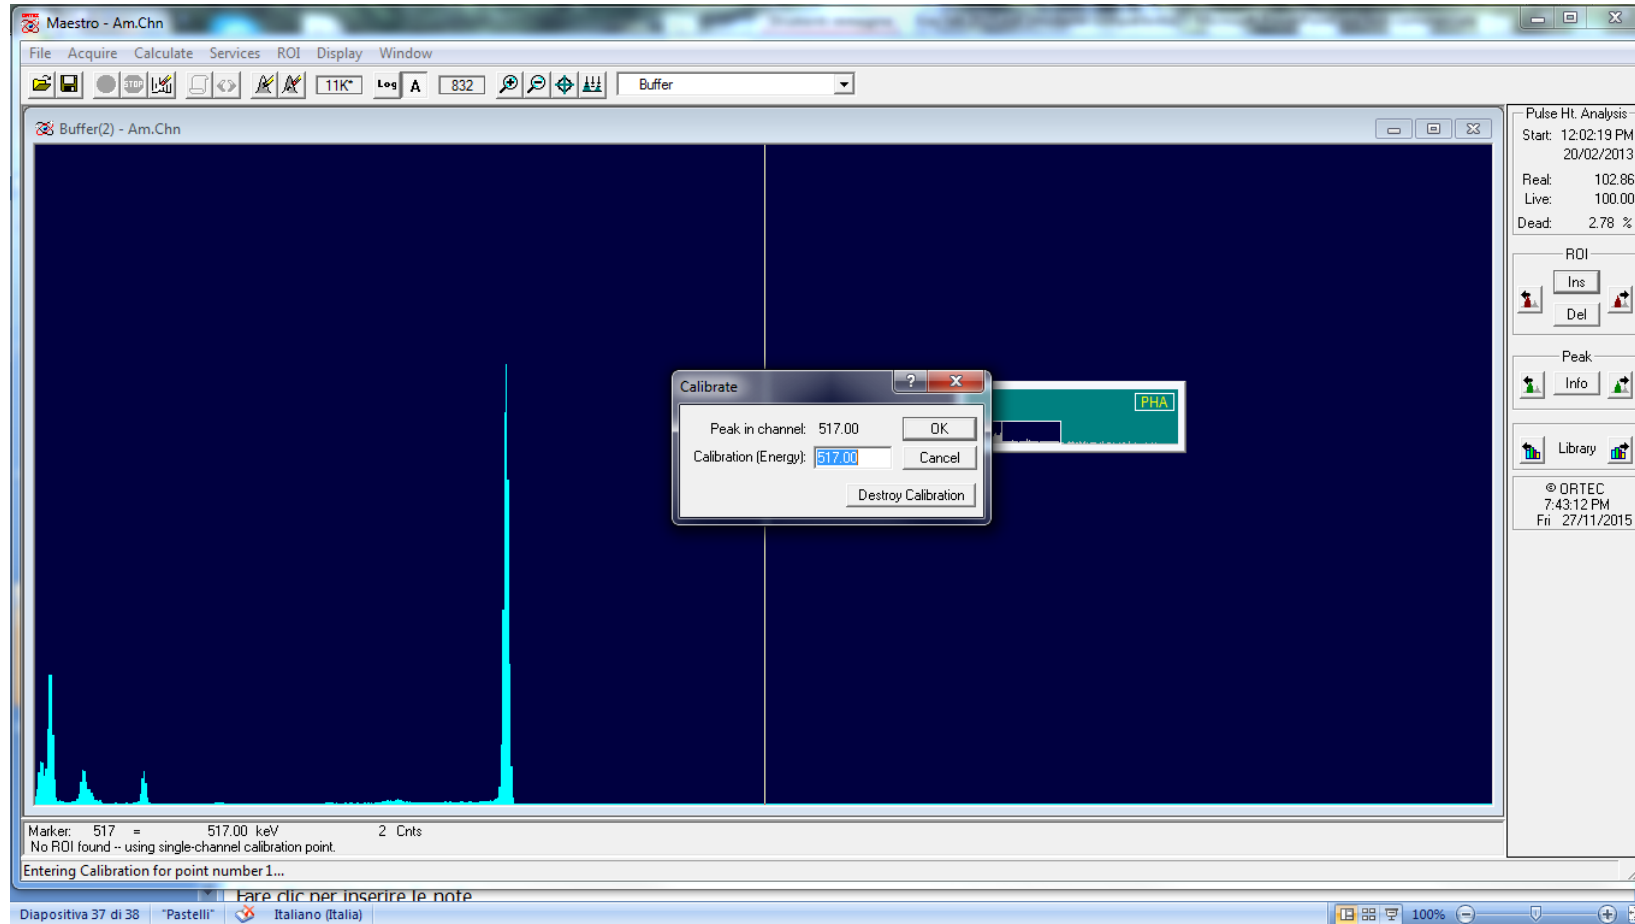 Maestro - Am.Chn
File Acquire Calculate Services ROI Display Window
STOP 11K* Log A 832 Buffer
Buffer(2) - Am.Chn
Pulse Ht. Analysis
Start: 12:02:19 PM
20/02/2013
Real: 102.86
Live: 100.00
Dead: 2.78 %
ROI
Ins
Del
Peak
Info
Library
© ORTEC
7:43:12 PM
Fri 27/11/2015
PHA
Calibrate
Peak in channel: 517.00 OK
Calibration (Energy): 517.00 Cancel
Destroy Calibration
Marker: 517 = 517.00 keV 2 Cnts
No ROI found -- using single-channel calibration point.
Entering Calibration for point number 1...
Fare clic per inserire le note
Diapositiva 37 di 38 "Pastelli" Italiano (Italia) 100%